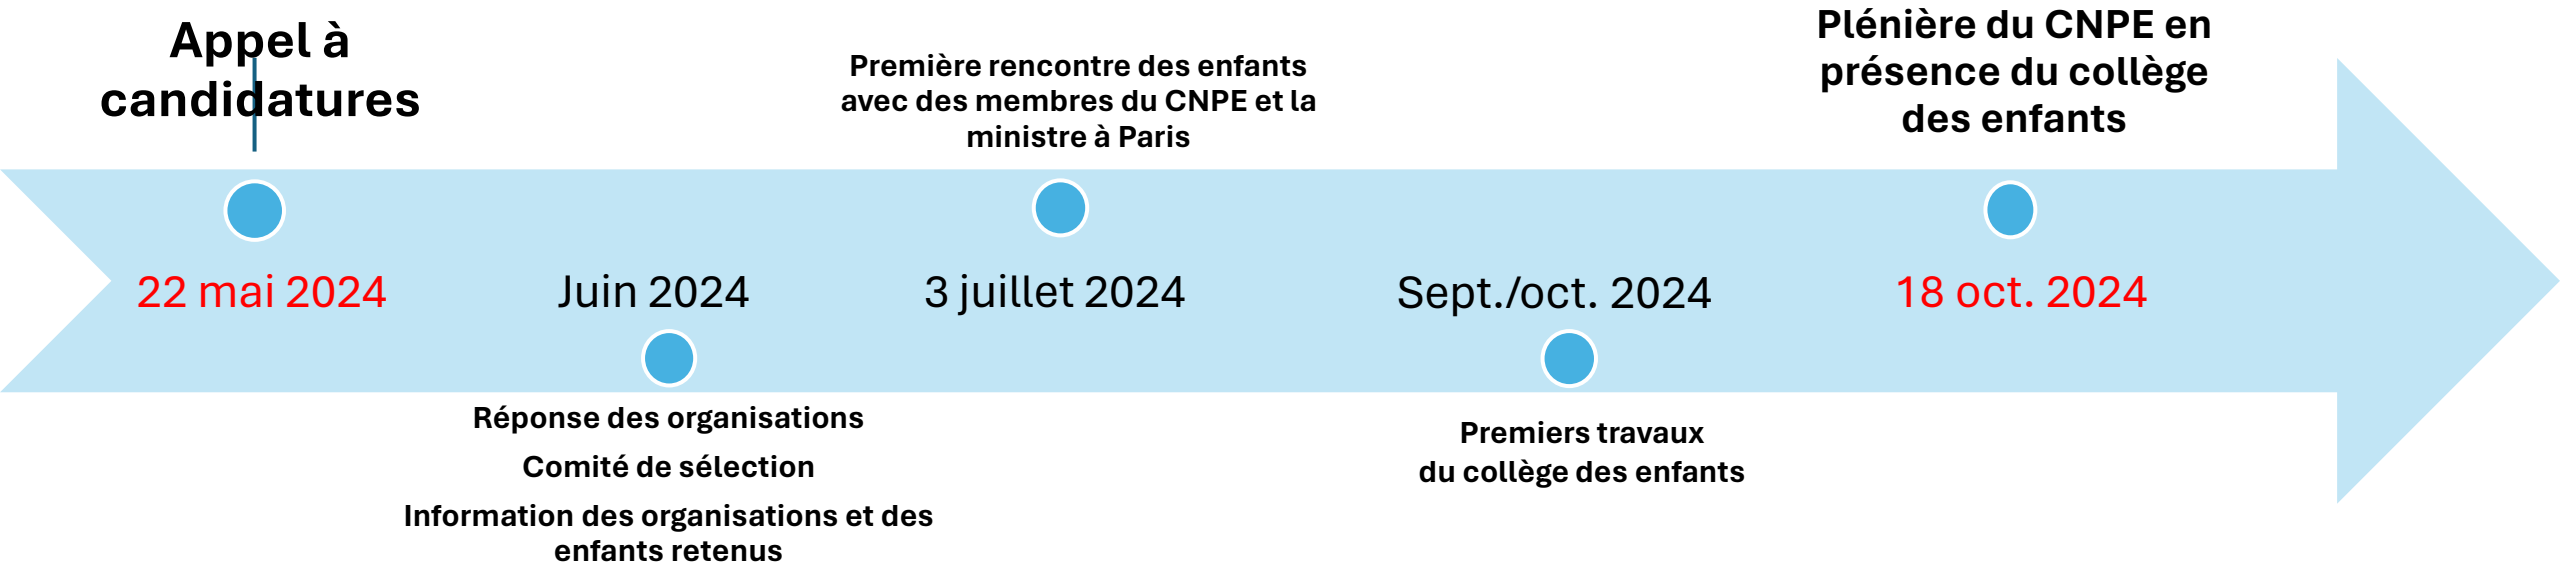 Appel à
candidatures
Première rencontre des enfants
avec des membres du CNPE et la
ministre à Paris
Plénière du CNPE en
présence du collège
des enfants
22 mai 2024
Juin 2024
3 juillet 2024
Sept./oct. 2024
18 oct. 2024
Réponse des organisations
Comité de sélection
Information des organisations et des
enfants retenus
Premiers travaux
du collège des enfants